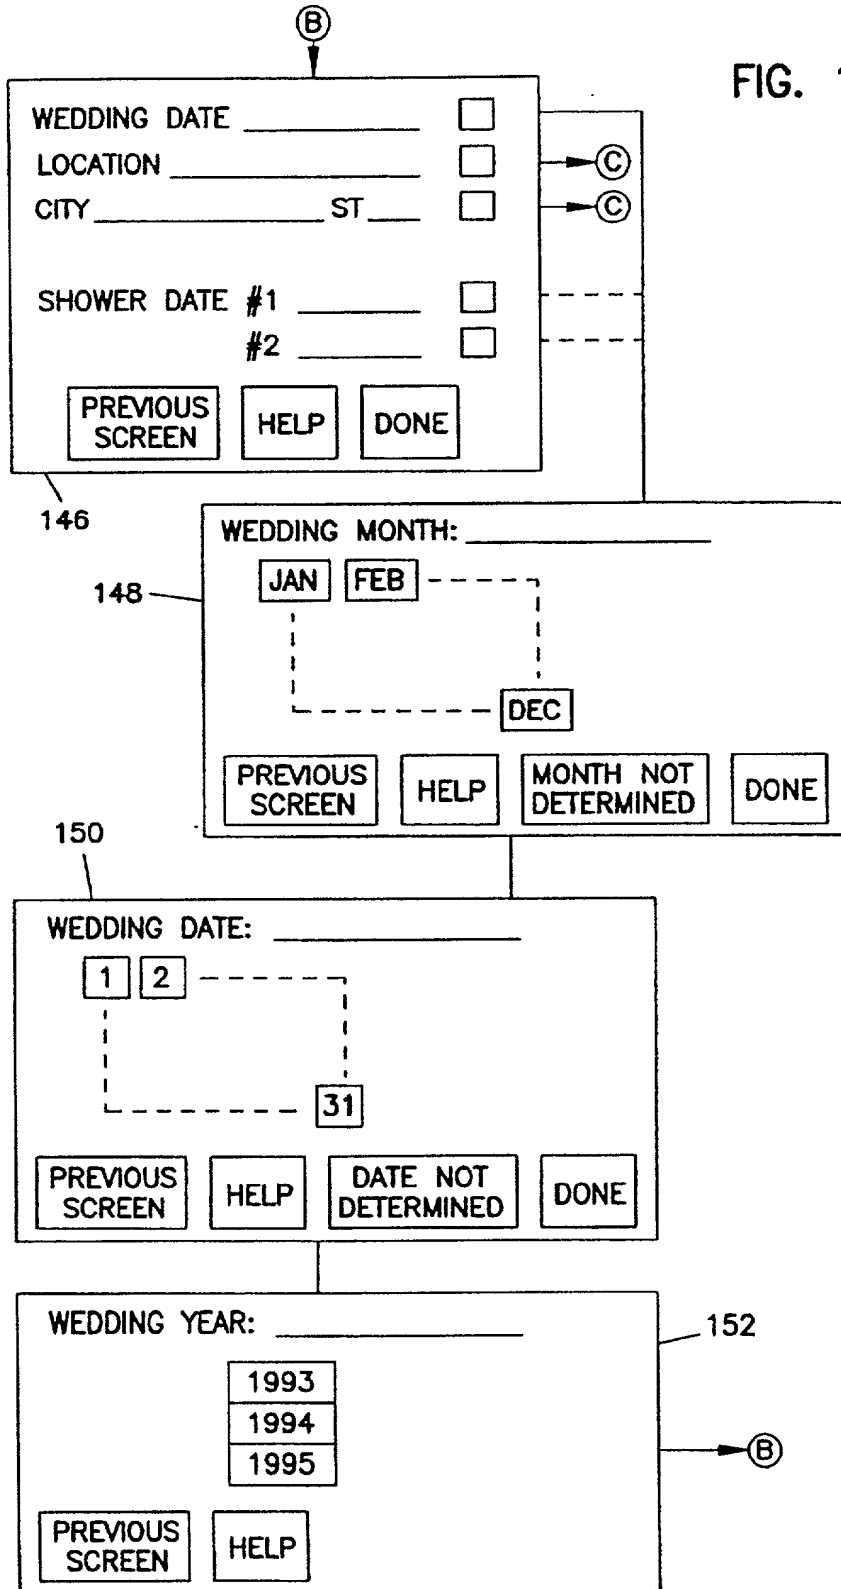 B
FIG. 1
WEDDING DATE
LOCATION
C
CITY ST
C
SHOWER DATE #1
#2
PREVIOUS SCREEN
HELP
DONE
146
WEDDING MONTH:
JAN FEB
148
DEC
PREVIOUS SCREEN
HELP
MONTH NOT DETERMINED
DONE
150
WEDDING DATE:
1 2
31
PREVIOUS SCREEN
HELP
DATE NOT DETERMINED
DONE
WEDDING YEAR:
152
1993
1994
B
1995
PREVIOUS SCREEN
HELP